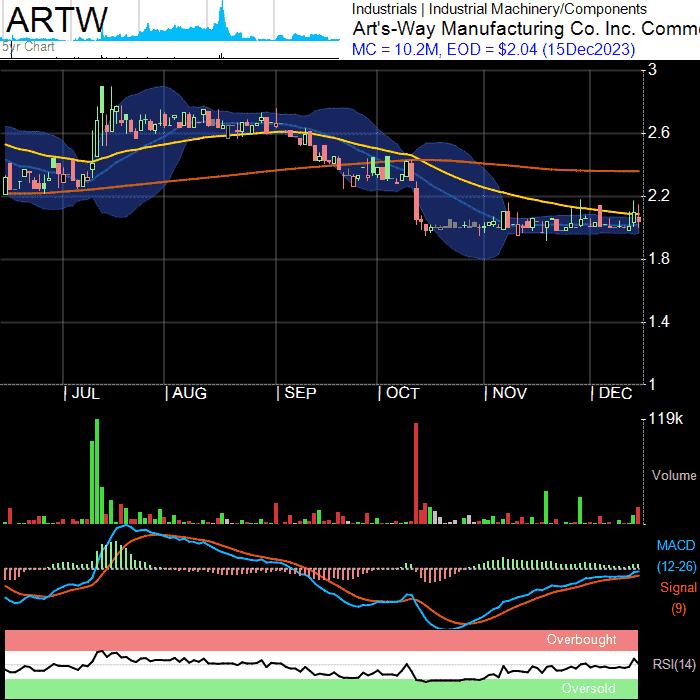 ARTW
5yr Chart
Industrials | Industrial Machinery/Components
Art's-Way Manufacturing Co. Inc. Comm
MC = 10.2M, EOD = $2.04 (15Dec2023)
3
2.6
2.2
1.8
1.4
1
JUL AUG SEP OCT NOV DEC
119k
Volume
MACD
(12-26)
Signal
(9)
Overbought
RSI(14)
Oversold